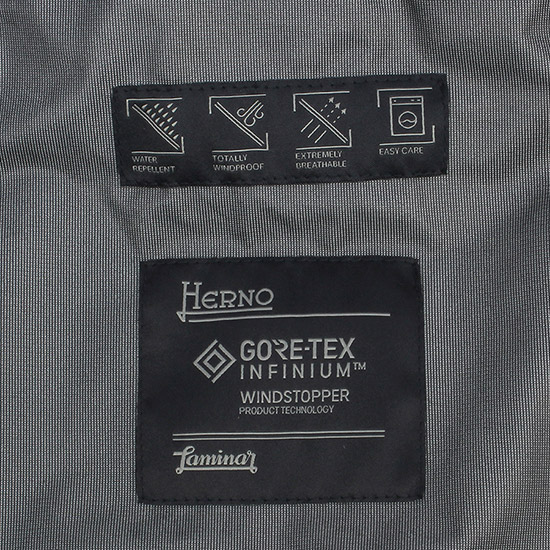 WATER REPELLENT
TOTALLY WINDPROOF
EXTREMELY BREATHABLE
EASY CARE
HERNO
GORE-TEX
INFINIUM™
WINDSTOPPER
PRODUCT TECHNOLOGY
Laminar